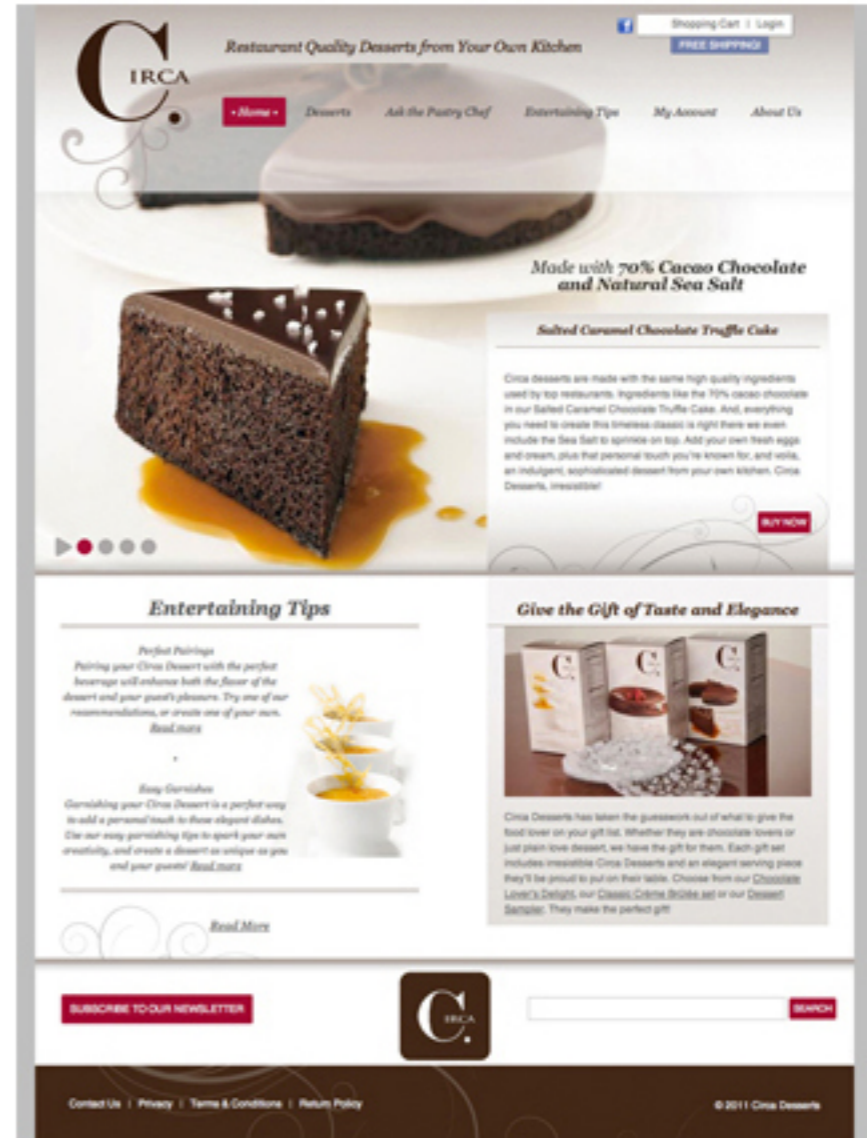 Shopping Cart | Login
FREE SHIPPING!
CIRCA
Restaurant Quality Desserts from Your Own Kitchen
• Home •
Desserts
Ask the Pastry Chef
Entertaining Tips
My Account
About Us
Made with 70% Cacao Chocolate
and Natural Sea Salt
Salted Caramel Chocolate Truffle Cake
Circa desserts are made with the same high quality ingredients
used by top restaurants. Ingredients like the 70% cacao chocolate
in our Salted Caramel Chocolate Truffle Cake. And, everything
you need to create this timeless classic is right there we even
include the Sea Salt to sprinkle on top. Add your own fresh eggs
and cream, plus that personal touch you're known for, and voila,
an indulgent, sophisticated dessert from your own kitchen. Circa
Desserts, irresistible!
BUY NOW
Entertaining Tips
Perfect Pairings
Pairing your Circa Dessert with the perfect
beverage will enhance both the flavor of the
dessert and your guest's pleasure. Try one of our
recommendations, or create one of your own.
Read more
Easy Garnishes
Garnishing your Circa Dessert is a perfect way
to add a personal touch to these elegant dishes.
Use our easy garnishing tips to spark your own
creativity, and create a dessert as unique as you
and your guests! Read more
Read More
Give the Gift of Taste and Elegance
C.
C.
C.
Circa Desserts has taken the guesswork out of what to give the
food lover on your gift list. Whether they are chocolate lovers or
just plain love dessert, we have the gift for them. Each gift set
includes irresistible Circa Desserts and an elegant serving piece
they'll be proud to put on their table. Choose from our Chocolate
Lover's Delight, our Classic Crème Brûlée set or our Dessert
Sampler. They make the perfect gift!
SUBSCRIBE TO OUR NEWSLETTER
CIRCA
SEARCH
Contact Us | Privacy | Terms & Conditions | Return Policy
© 2011 Circa Desserts